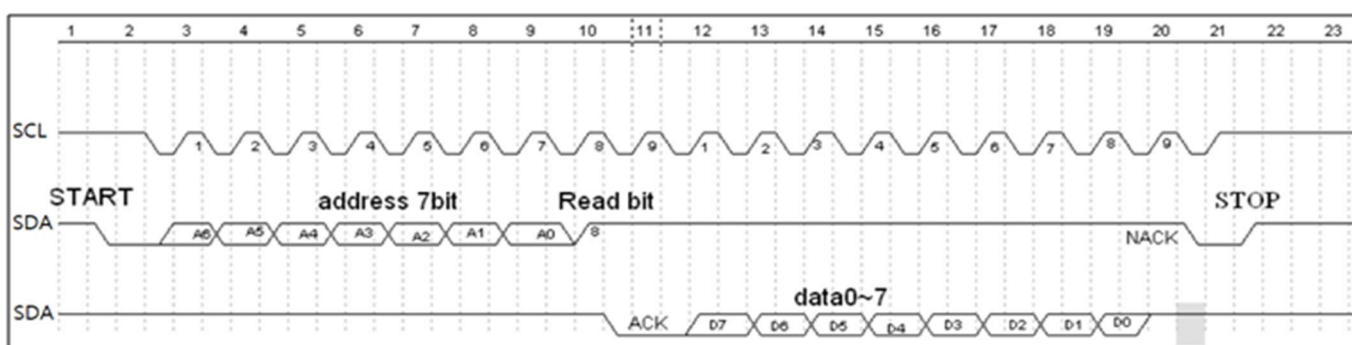 1 2 3 4 5 6 7 8 9 10 11 12 13 14 15 16 17 18 19 20 21 22 23
SCL 1 2 3 4 5 6 7 8 9 1 2 3 4 5 6 7 8 9
START address 7bit Read bit STOP
SDA A6 A5 A4 A3 A2 A1 A0 8 NACK
data0~7
SDA ACK D7 D6 D5 D4 D3 D2 D1 D0